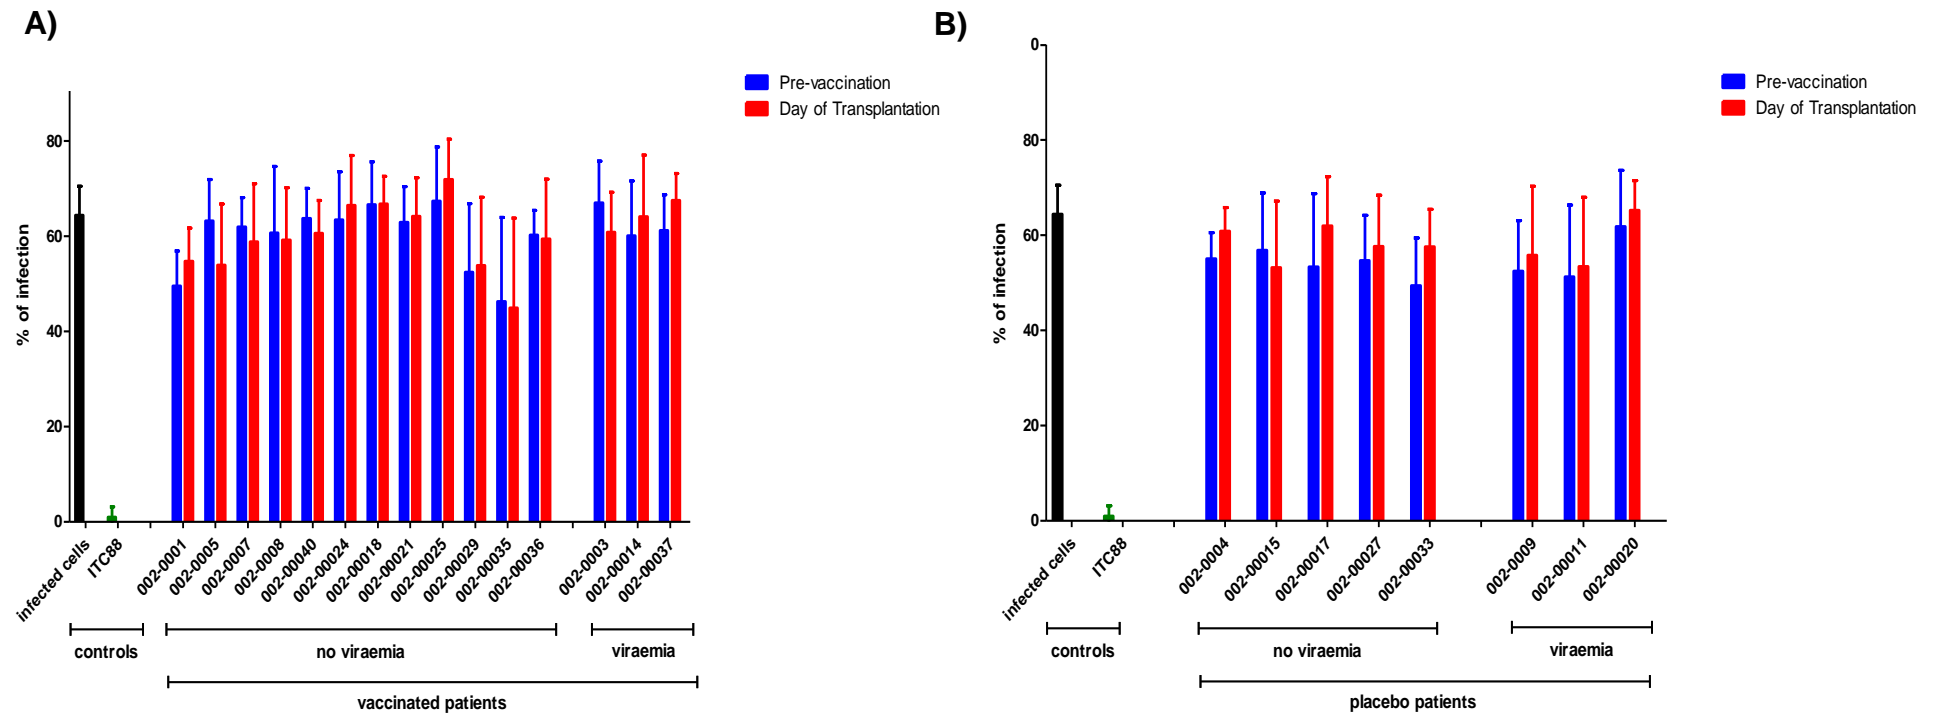 A)
Pre-vaccination
Day of Transplantation
% of infection
80
60
40
20
0
infected cells
ITC88
002-0001
002-0005
002-0007
002-0008
002-00040
002-00024
002-00018
002-00021
002-00025
002-00029
002-00035
002-00036
002-0003
002-00014
002-00037
controls
no viraemia
viraemia
vaccinated patients
B)
Pre-vaccination
Day of Transplantation
% of infection
0
80
60
40
20
0
infected cells
ITC88
002-0004
002-00015
002-00017
002-00027
002-00033
002-0009
002-00011
002-00020
controls
no viraemia
viraemia
placebo patients